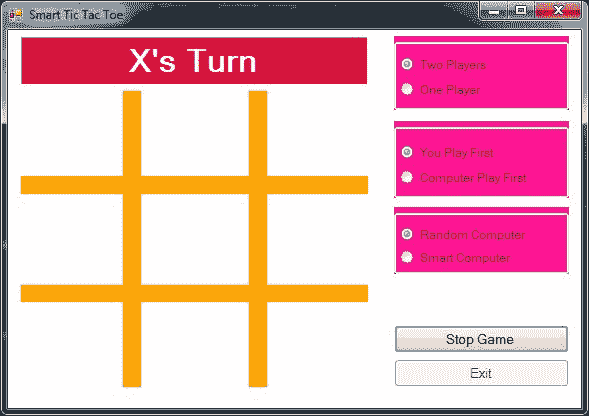 Smart Tic Tac Toe
X's Turn
Two Players
One Player
You Play First
Computer Play First
Random Computer
Smart Computer
Stop Game
Exit